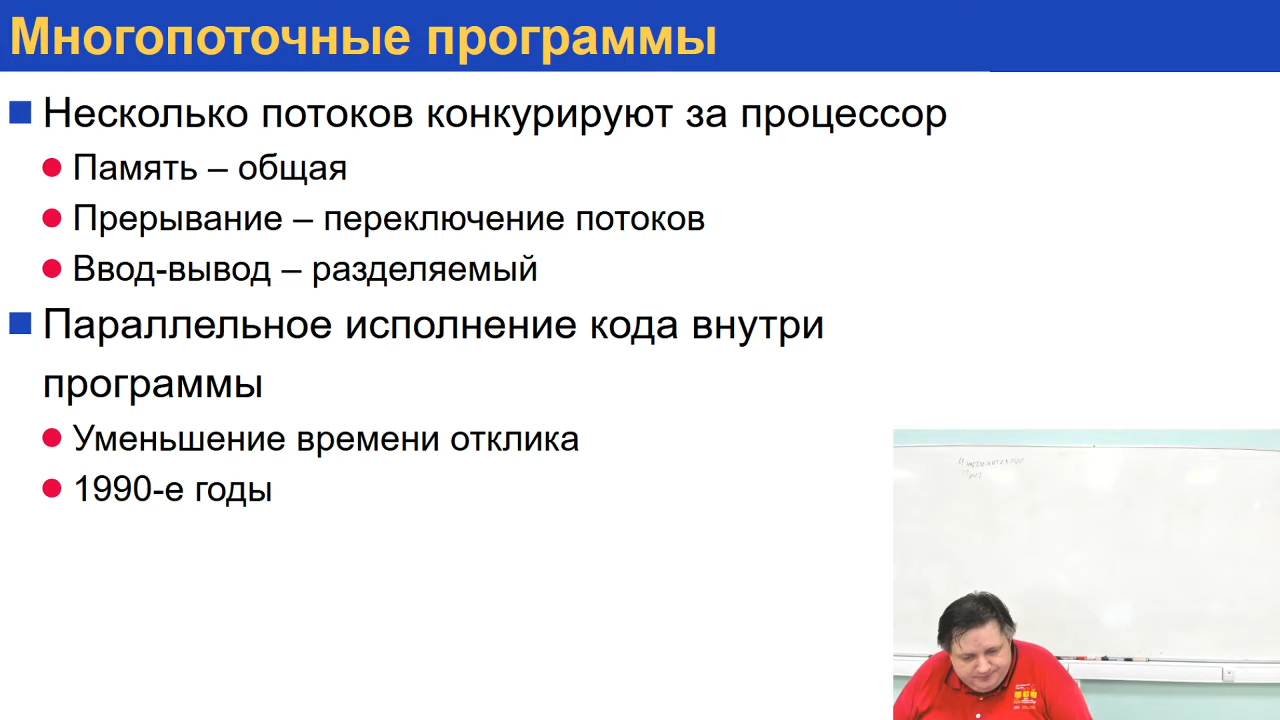 Многопоточные программы
Несколько потоков конкурируют за процессор
Память – общая
Прерывание – переключение потоков
Ввод-вывод – разделяемый
Параллельное исполнение кода внутри
программы
Уменьшение времени отклика
1990-е годы